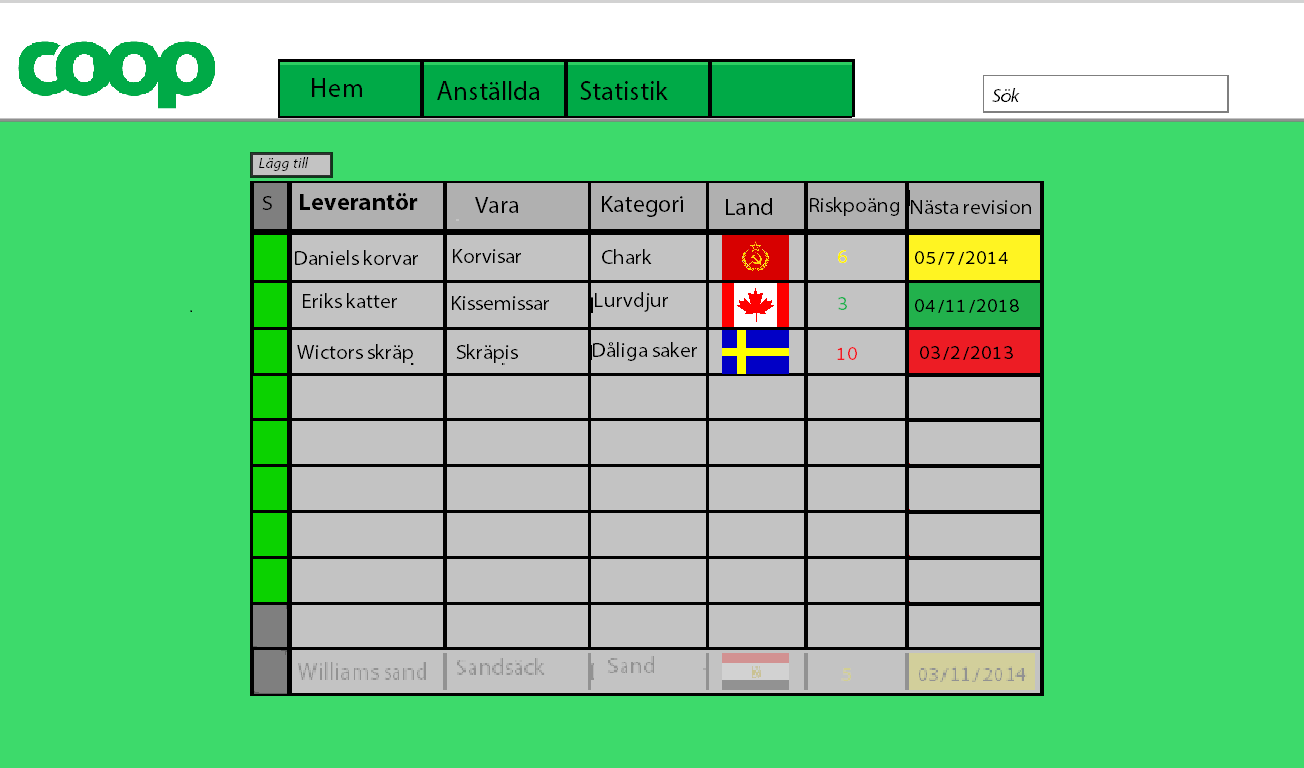 coop
Hem Anställda Statistik
Sök
Lägg till
S Leverantör Vara Kategori Land Riskpoäng Nästa revision
Daniels korvar Korvisar Chark 6 05/7/2014
Eriks katter Kissemissar Lurvdjur 3 04/11/2018
Wictors skräp Skräpis Dåliga saker 10 03/2/2013
Williams sand Sandsäck Sand 5 03/11/2014